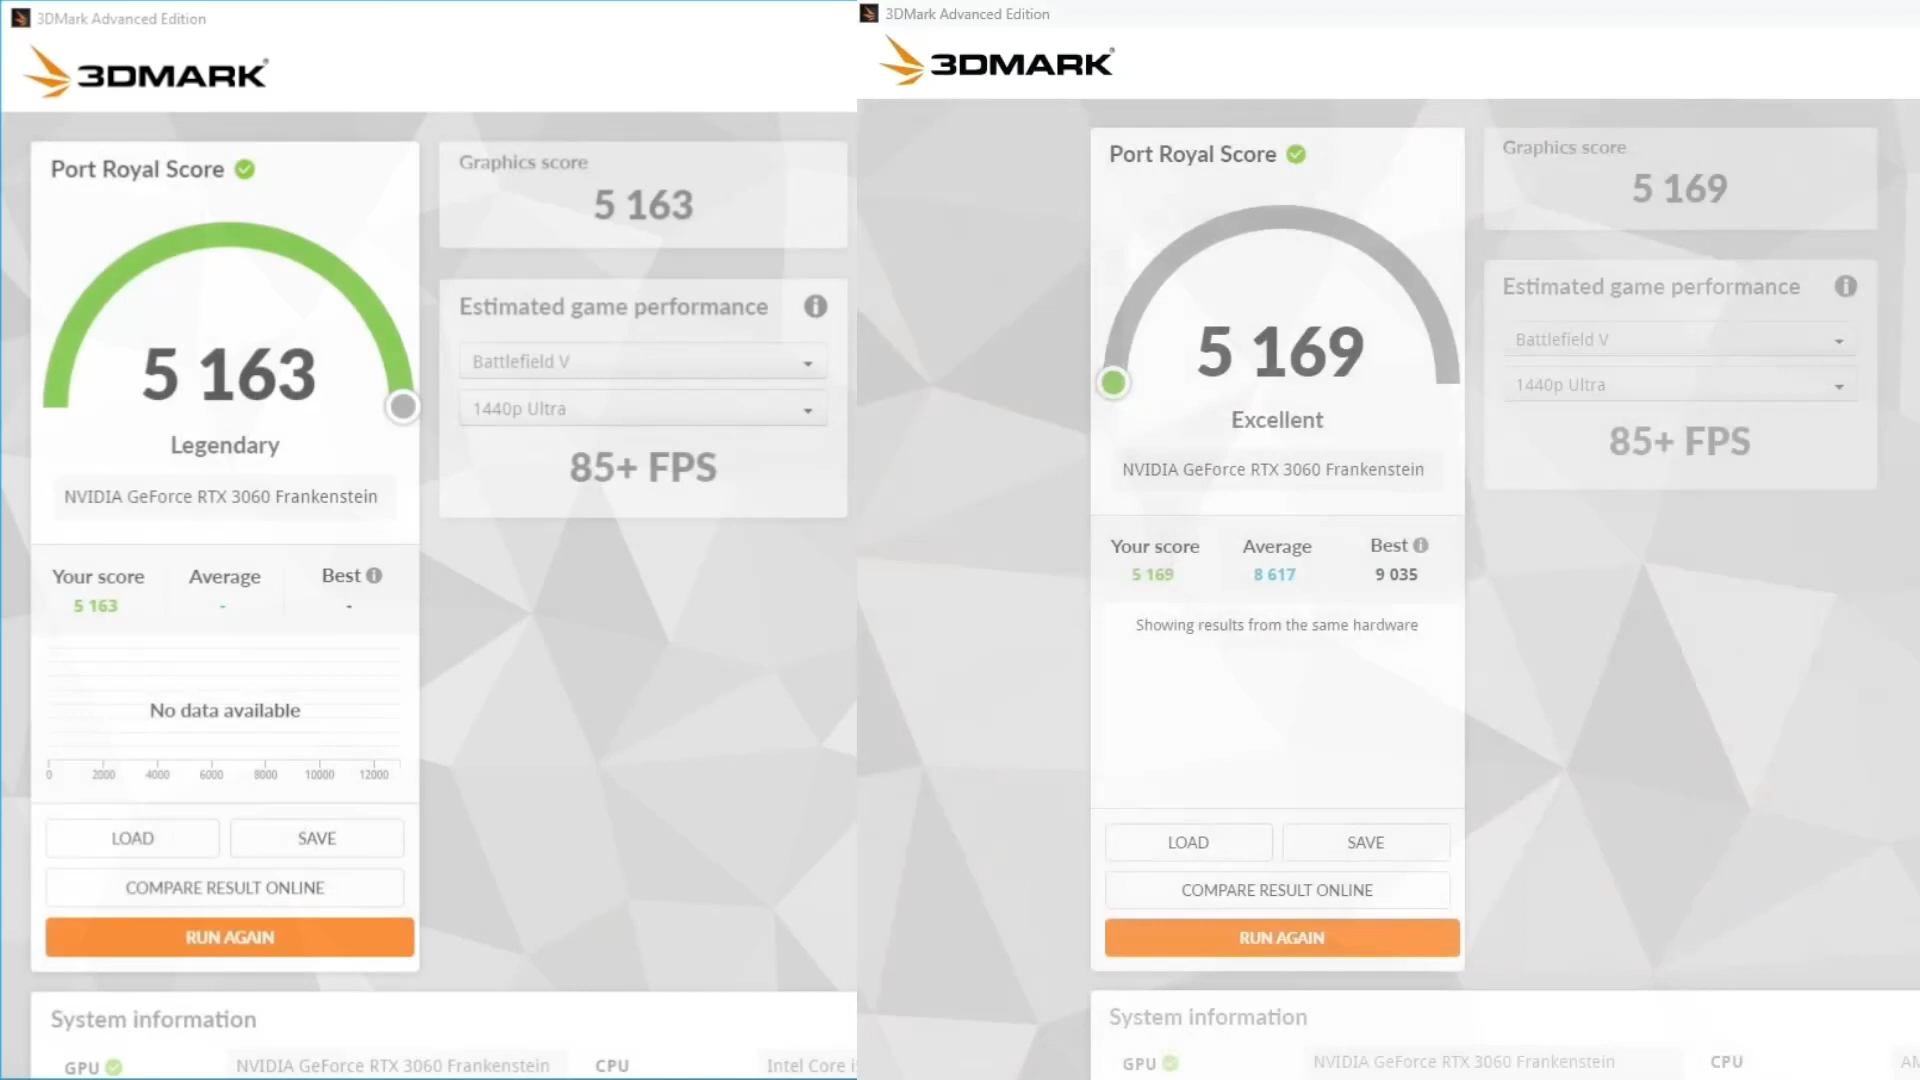 3DMark Advanced Edition
3DMARK
Port Royal Score
5 163
Legendary
NVIDIA GeForce RTX 3060 Frankenstein
Your score Average Best
5 163 - -
No data available
0 2000 4000 6000 8000 10000 12000
LOAD SAVE
COMPARE RESULT ONLINE
RUN AGAIN
Graphics score
5 163
Estimated game performance
Battlefield V
1440p Ultra
85+ FPS
System information
GPU NVIDIA GeForce RTX 3060 Frankenstein CPU Intel Core
3DMark Advanced Edition
3DMARK
Port Royal Score
5 169
Excellent
NVIDIA GeForce RTX 3060 Frankenstein
Your score Average Best
5 169 8 617 9 035
Showing results from the same hardware
LOAD SAVE
COMPARE RESULT ONLINE
RUN AGAIN
Graphics score
5 169
Estimated game performance
Battlefield V
1440p Ultra
85+ FPS
System information
GPU NVIDIA GeForce RTX 3060 Frankenstein CPU